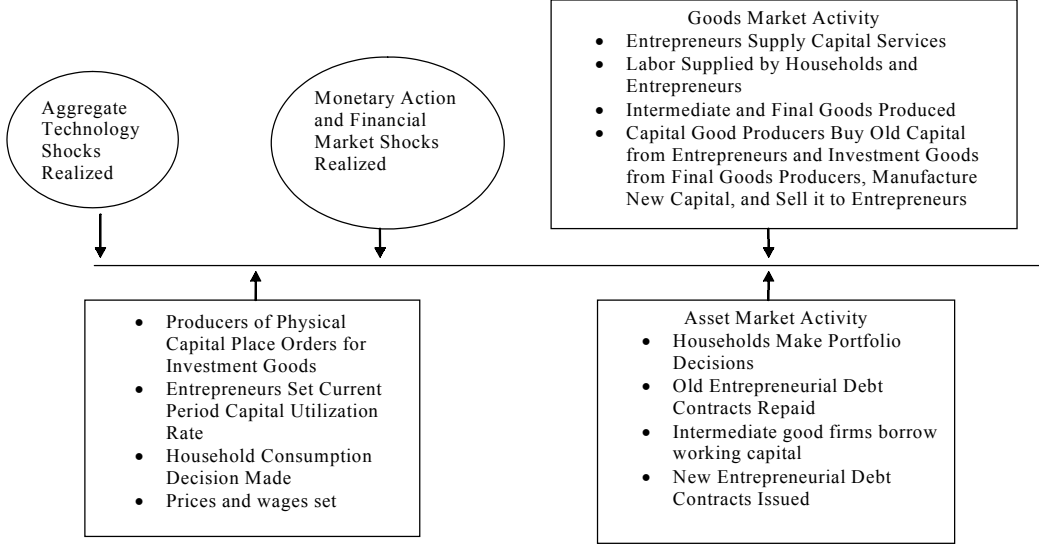 Aggregate
Technology
Shocks
Realized
Monetary Action
and Financial
Market Shocks
Realized
Goods Market Activity
• Entrepreneurs Supply Capital Services
• Labor Supplied by Households and
Entrepreneurs
• Intermediate and Final Goods Produced
• Capital Good Producers Buy Old Capital
from Entrepreneurs and Investment Goods
from Final Goods Producers, Manufacture
New Capital, and Sell it to Entrepreneurs
• Producers of Physical
Capital Place Orders for
Investment Goods
• Entrepreneurs Set Current
Period Capital Utilization
Rate
• Household Consumption
Decision Made
• Prices and wages set
Asset Market Activity
• Households Make Portfolio
Decisions
• Old Entrepreneurial Debt
Contracts Repaid
• Intermediate good firms borrow
working capital
• New Entrepreneurial Debt
Contracts Issued